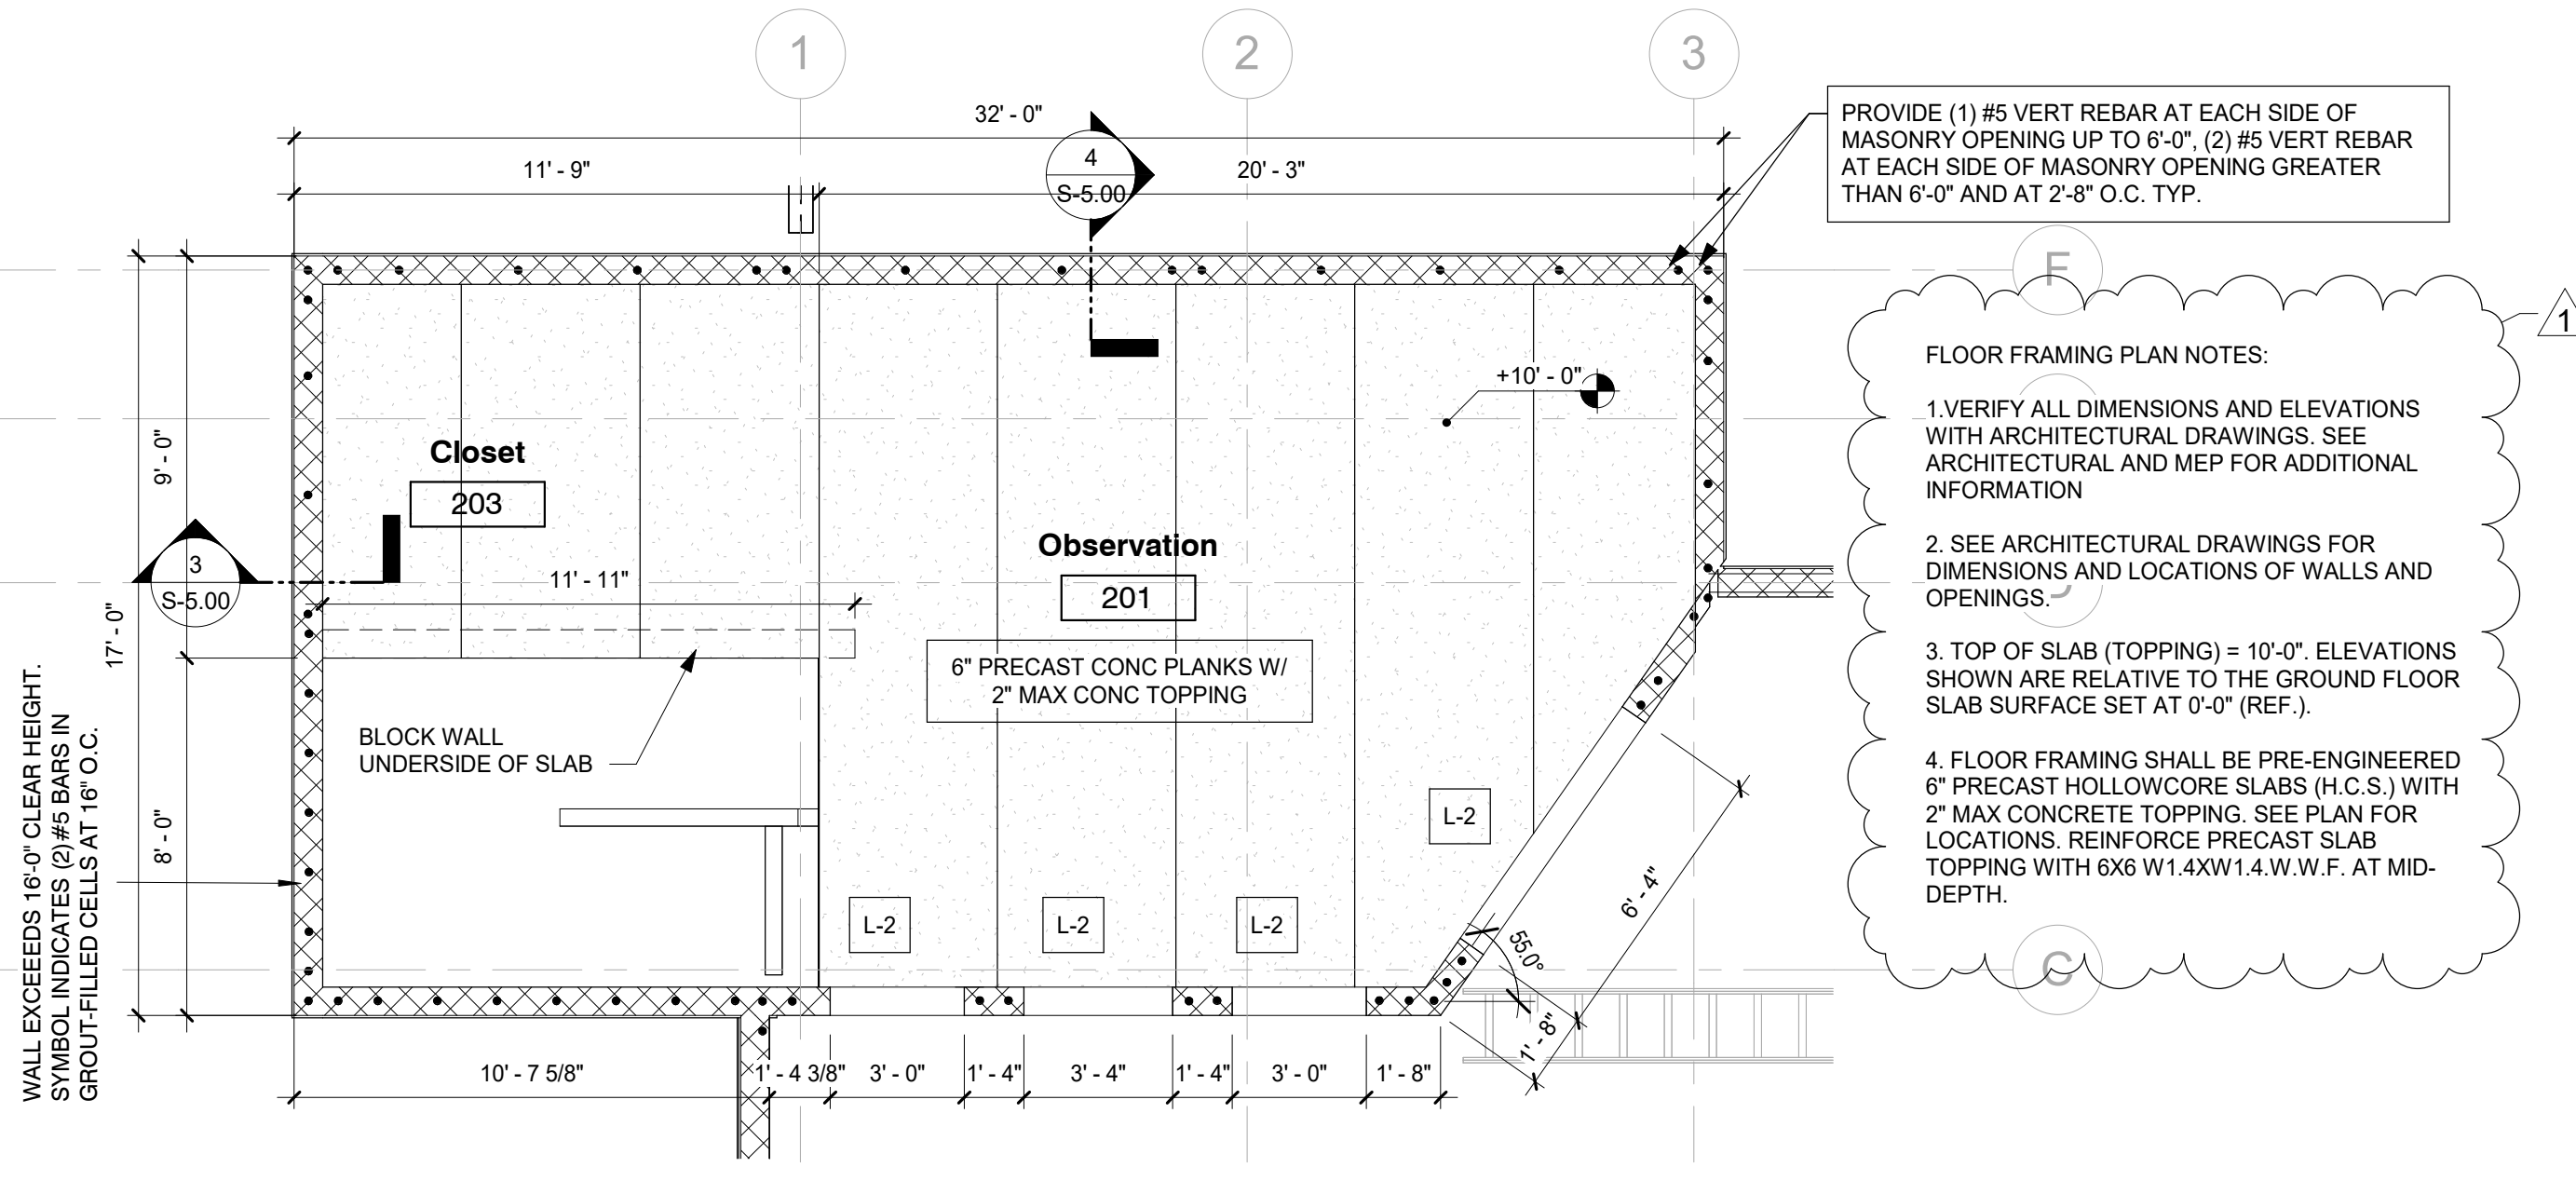 1
2
3
32' - 0"
11' - 9"
20' - 3"
4
S-5.00
PROVIDE (1) #5 VERT REBAR AT EACH SIDE OF
MASONRY OPENING UP TO 6'-0", (2) #5 VERT REBAR
AT EACH SIDE OF MASONRY OPENING GREATER
THAN 6'-0" AND AT 2'-8" O.C. TYP.
F
1
FLOOR FRAMING PLAN NOTES:
1.VERIFY ALL DIMENSIONS AND ELEVATIONS
WITH ARCHITECTURAL DRAWINGS. SEE
ARCHITECTURAL AND MEP FOR ADDITIONAL
INFORMATION
2. SEE ARCHITECTURAL DRAWINGS FOR
DIMENSIONS AND LOCATIONS OF WALLS AND
OPENINGS.
3. TOP OF SLAB (TOPPING) = 10'-0". ELEVATIONS
SHOWN ARE RELATIVE TO THE GROUND FLOOR
SLAB SURFACE SET AT 0'-0" (REF.).
4. FLOOR FRAMING SHALL BE PRE-ENGINEERED
6" PRECAST HOLLOWCORE SLABS (H.C.S.) WITH
2" MAX CONCRETE TOPPING. SEE PLAN FOR
LOCATIONS. REINFORCE PRECAST SLAB
TOPPING WITH 6X6 W1.4XW1.4.W.W.F. AT MID-
DEPTH.
C
+10' - 0"
9' - 0"
17' - 0"
8' - 0"
Closet
203
3
S-5.00
11' - 11"
Observation
201
6" PRECAST CONC PLANKS W/
2" MAX CONC TOPPING
BLOCK WALL
UNDERSIDE OF SLAB
WALL EXCEEEDS 16'-0" CLEAR HEIGHT.
SYMBOL INDICATES (2) #5 BARS IN
GROUT-FILLED CELLS AT 16" O.C.
L-2
L-2
L-2
L-2
6' - 4"
55.0°
1' - 8"
10' - 7 5/8"
1' - 4 3/8"
3' - 0"
1' - 4"
3' - 4"
1' - 4"
3' - 0"
1' - 8"